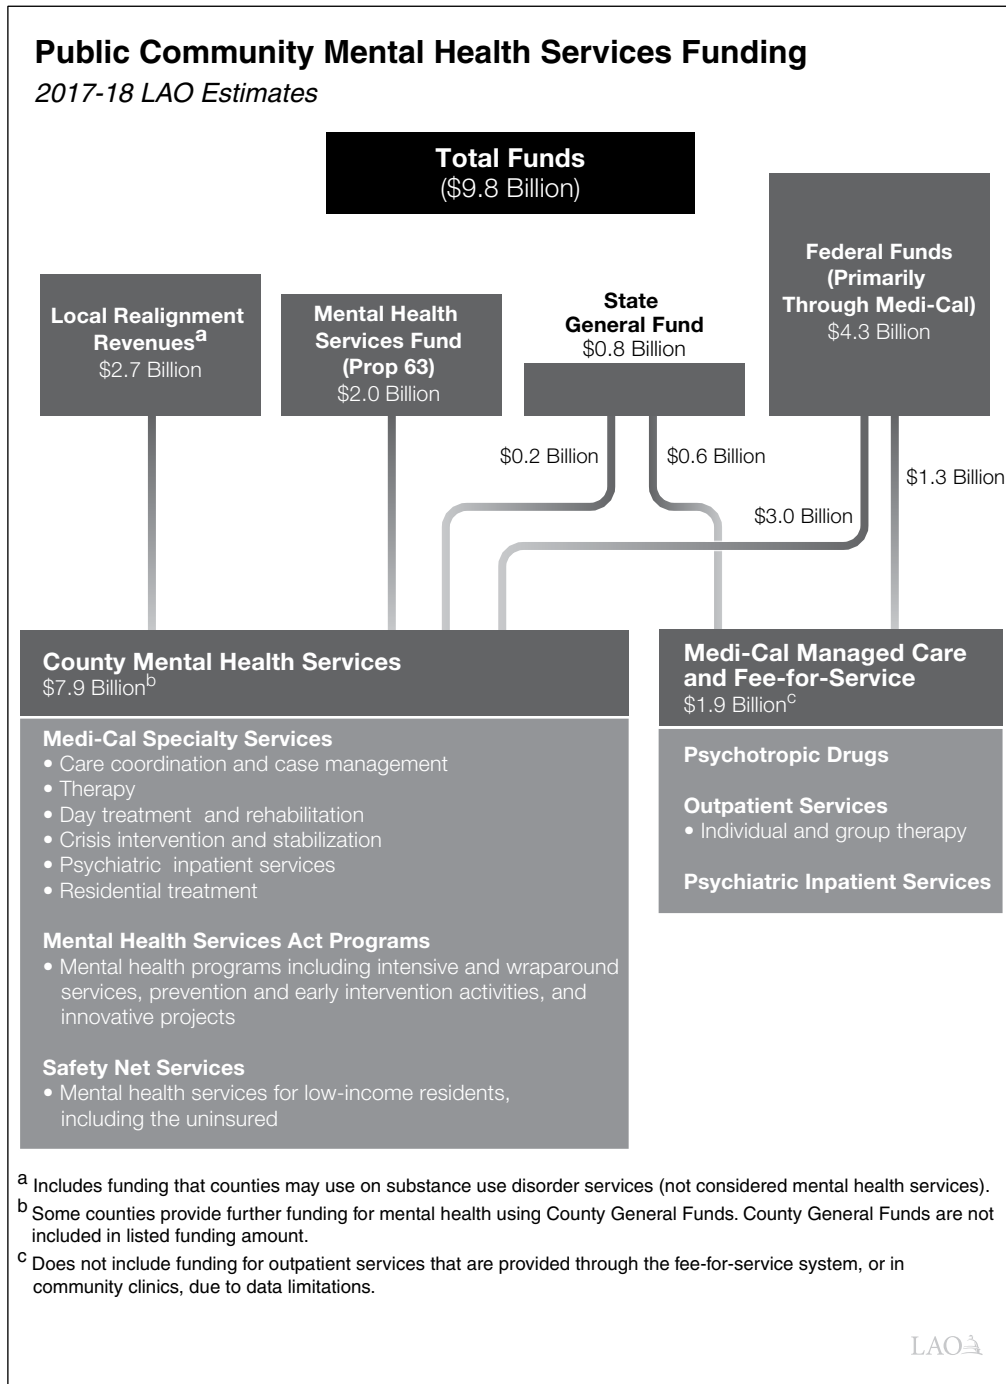 Public Community Mental Health Services Funding
2017-18 LAO Estimates
Total Funds
($9.8 Billion)
Local Realignment
Revenuesa
$2.7 Billion
Mental Health
Services Fund
(Prop 63)
$2.0 Billion
State
General Fund
$0.8 Billion
Federal Funds
(Primarily
Through Medi-Cal)
$4.3 Billion
$0.2 Billion
$0.6 Billion
$3.0 Billion
$1.3 Billion
County Mental Health Services
$7.9 Billionb
Medi-Cal Specialty Services
• Care coordination and case management
• Therapy
• Day treatment and rehabilitation
• Crisis intervention and stabilization
• Psychiatric inpatient services
• Residential treatment
Mental Health Services Act Programs
• Mental health programs including intensive and wraparound
services, prevention and early intervention activities, and
innovative projects
Safety Net Services
• Mental health services for low-income residents,
including the uninsured
Medi-Cal Managed Care
and Fee-for-Service
$1.9 Billionc
Psychotropic Drugs
Outpatient Services
• Individual and group therapy
Psychiatric Inpatient Services
a Includes funding that counties may use on substance use disorder services (not considered mental health services).
b Some counties provide further funding for mental health using County General Funds. County General Funds are not
included in listed funding amount.
c Does not include funding for outpatient services that are provided through the fee-for-service system, or in
community clinics, due to data limitations.
LAO